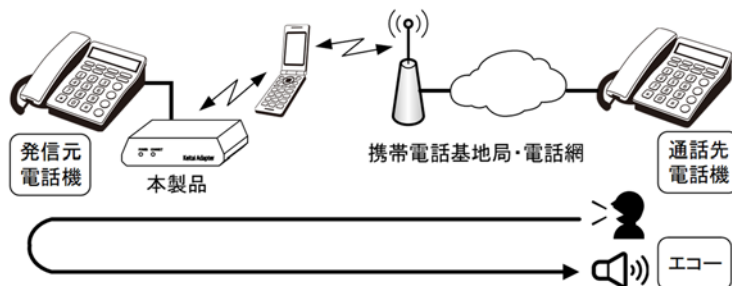 発信元
電話機
本製品
Keitai Adapter
携帯電話基地局・電話網
通話先
電話機
エコー